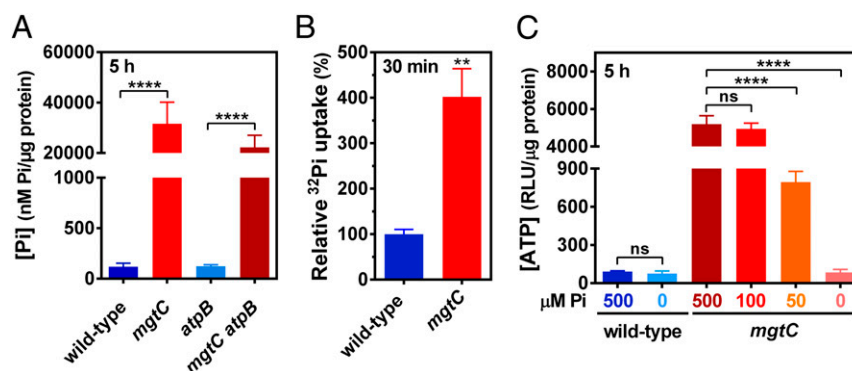 A
[Pi] (nM Pi/μg protein)
60000
40000
20000
1000
500
0
5 h
****
****
wild-type
mgtC
atpB
mgtC atpB
B
Relative ³²Pi uptake (%)
500
400
300
200
100
0
30 min
**
wild-type
mgtC
C
[ATP] (RLU/μg protein)
8000
6000
4000
900
600
300
0
5 h
****
****
ns
ns
μM Pi
500 0 500 100 50 0
wild-type mgtC